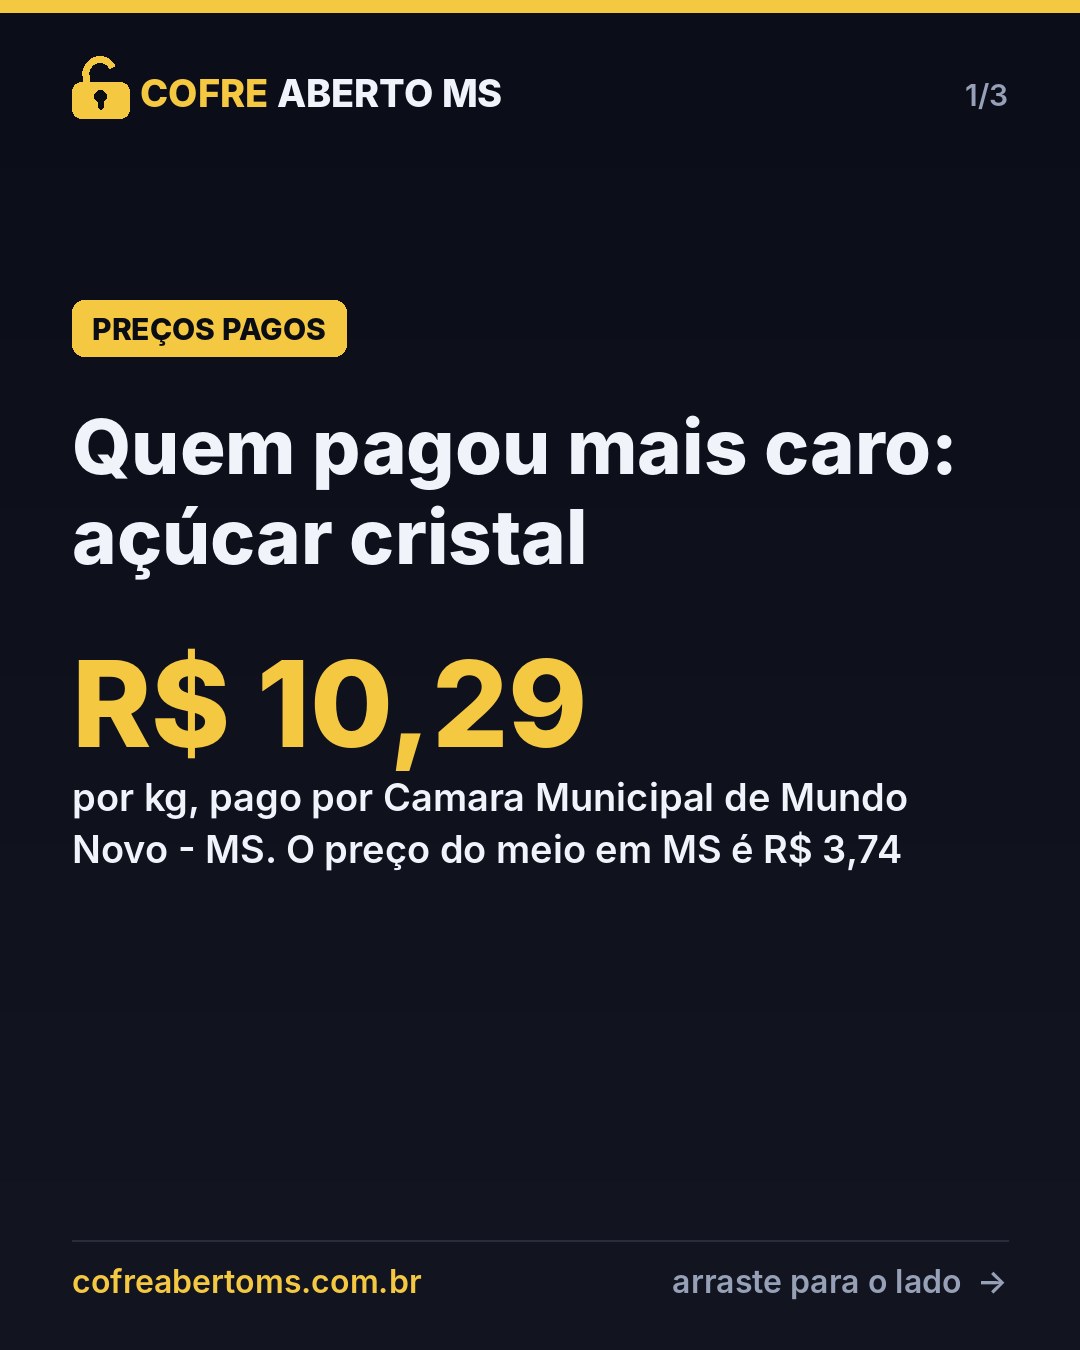 COFRE ABERTO MS
1/3
PREÇOS PAGOS
Quem pagou mais caro:
açúcar cristal
R$ 10,29
por kg, pago por Camara Municipal de Mundo
Novo - MS. O preço do meio em MS é R$ 3,74
cofreabertoms.com.br
arraste para o lado →